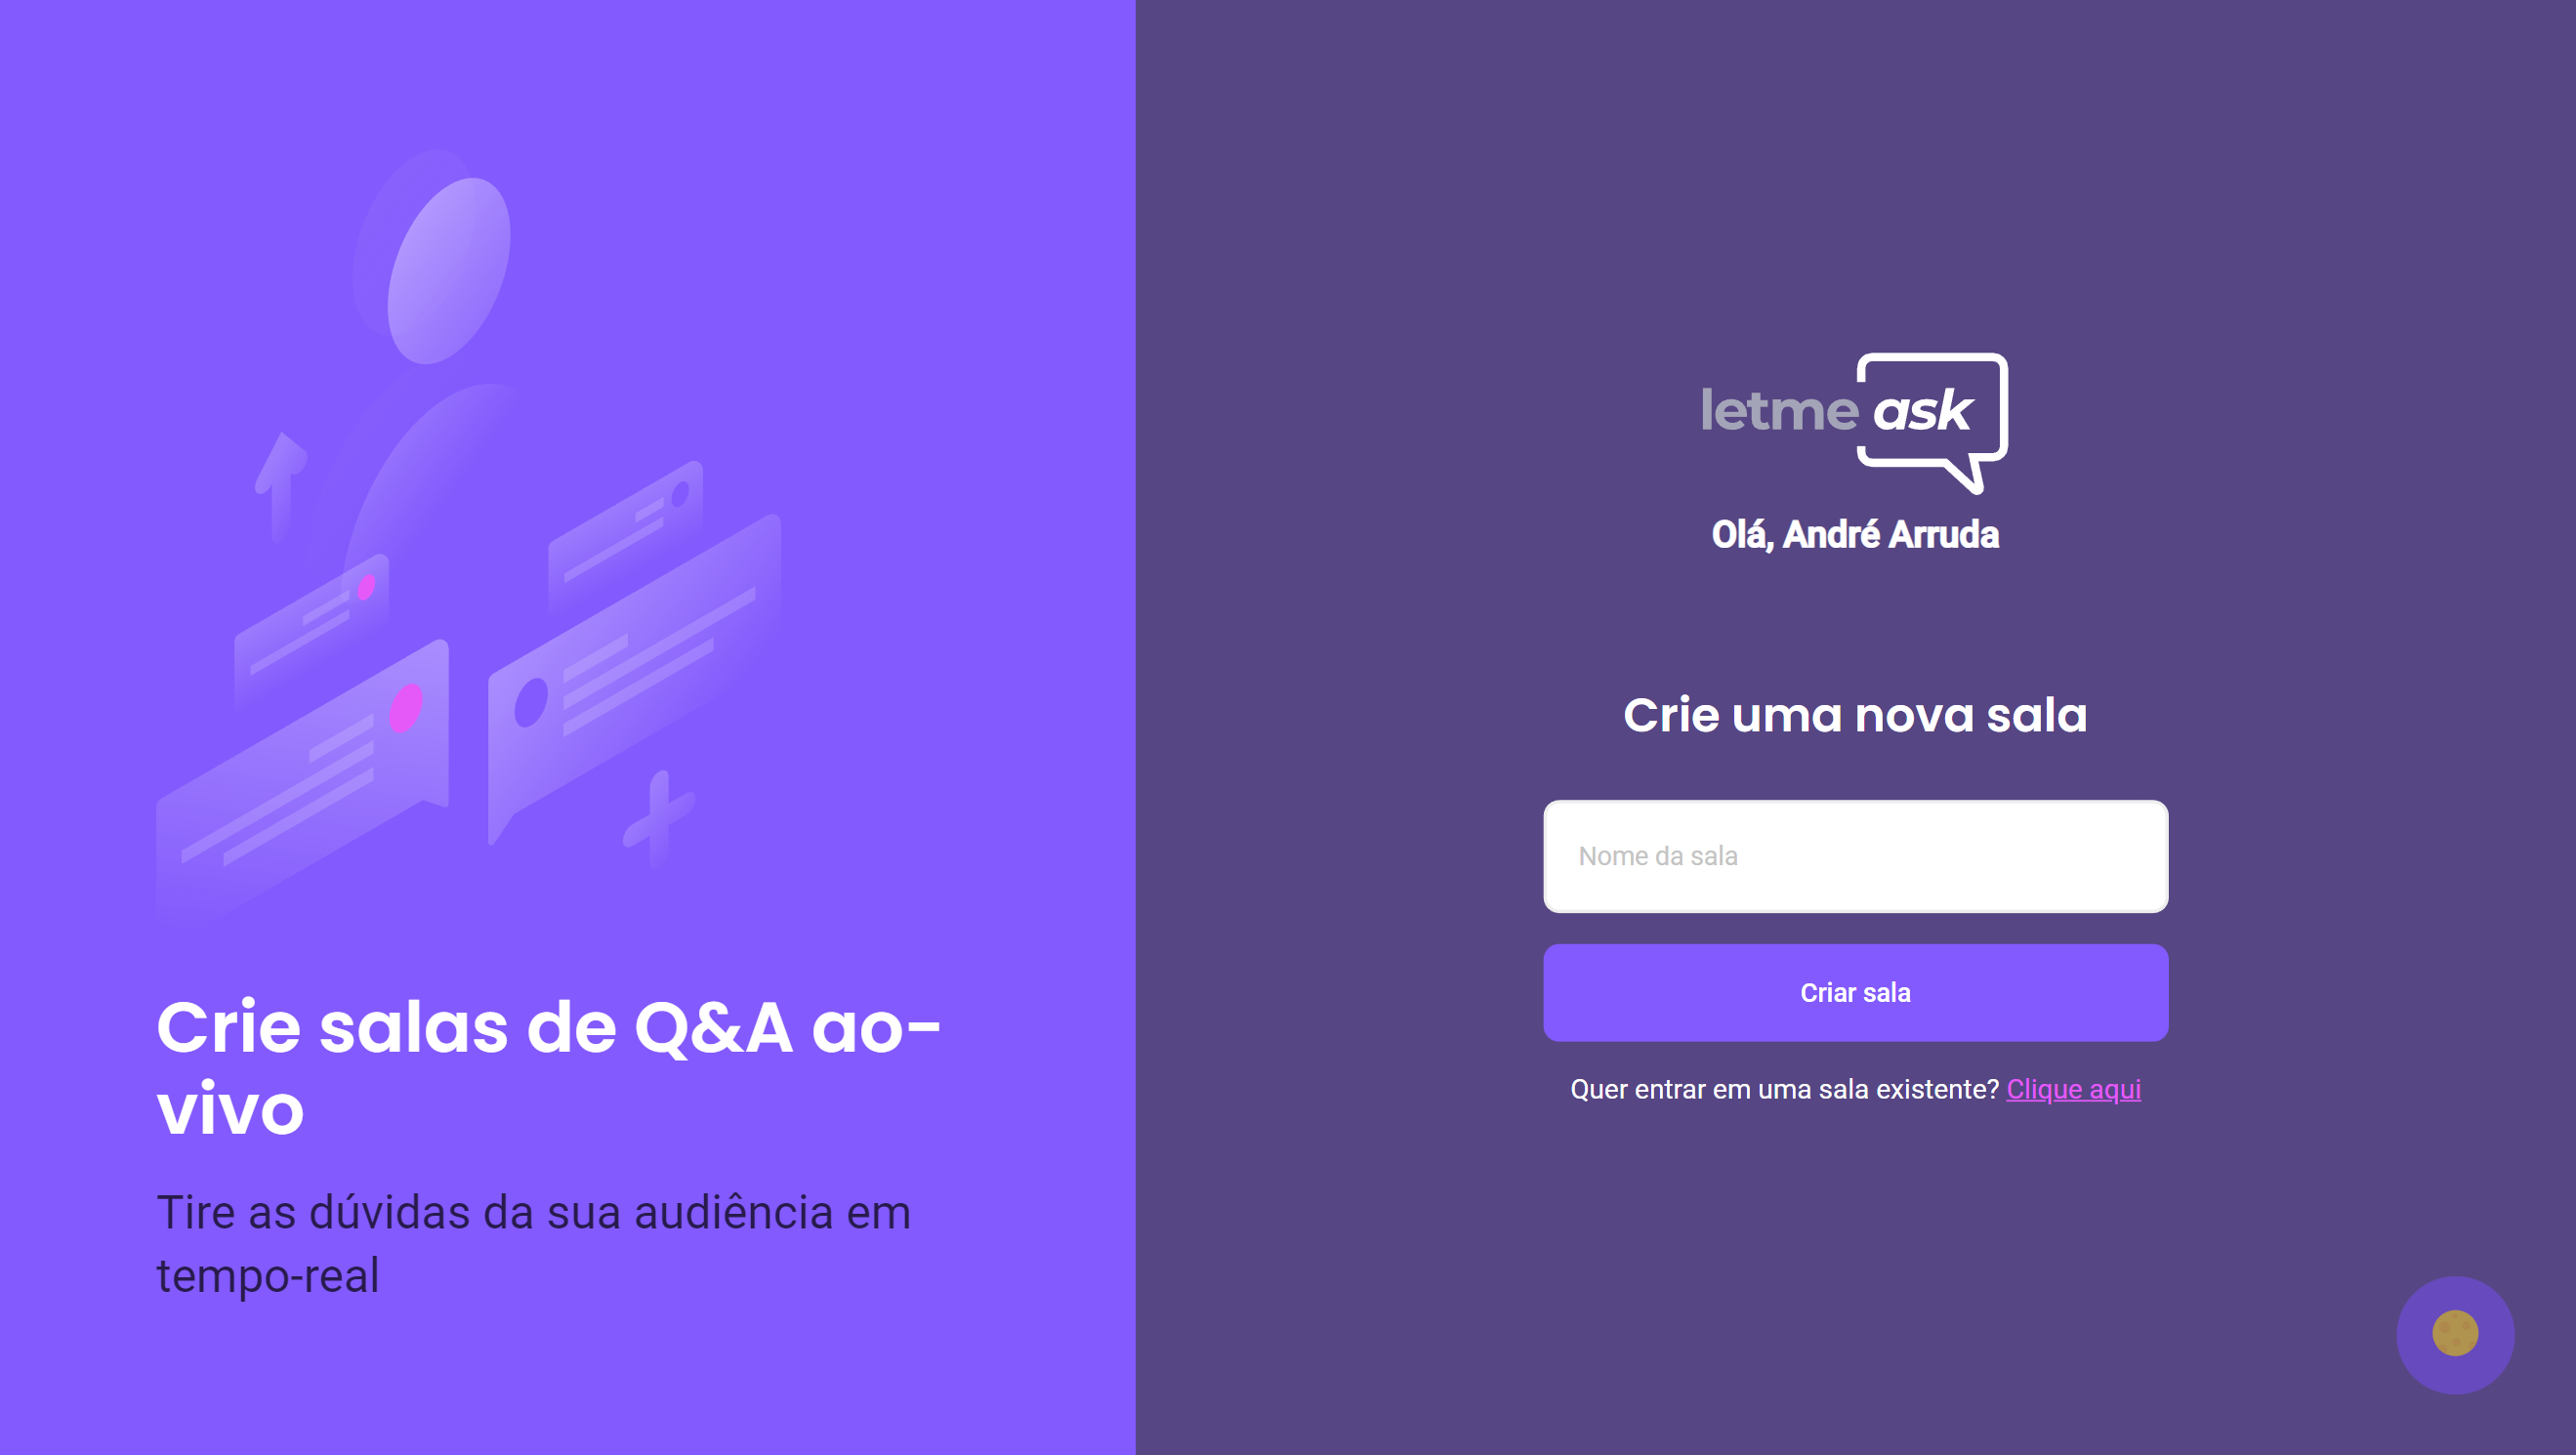 Crie salas de Q&A ao-
vivo
Tire as dúvidas da sua audiência em
tempo-real
letme ask
Olá, André Arruda
Crie uma nova sala
Nome da sala
Criar sala
Quer entrar em uma sala existente? Clique aqui